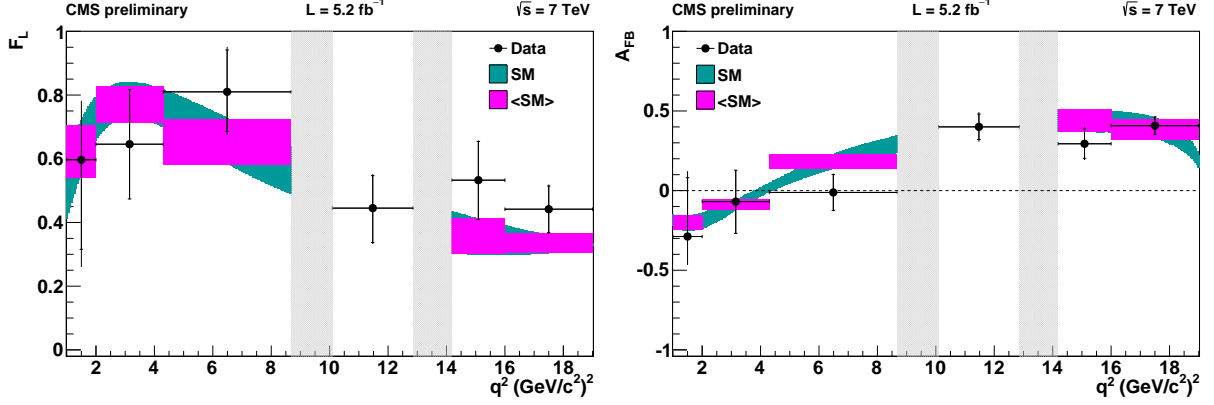 CMS preliminary L = 5.2 fb⁻¹ √s = 7 TeV
F_L
Data
SM
<SM>
1
0.8
0.6
0.4
0.2
0
2 4 6 8 10 12 14 16 18
q² (GeV/c²)²
CMS preliminary L = 5.2 fb⁻¹ √s = 7 TeV
A_FB
Data
SM
<SM>
1
0.5
0
-0.5
-1
2 4 6 8 10 12 14 16 18
q² (GeV/c²)²